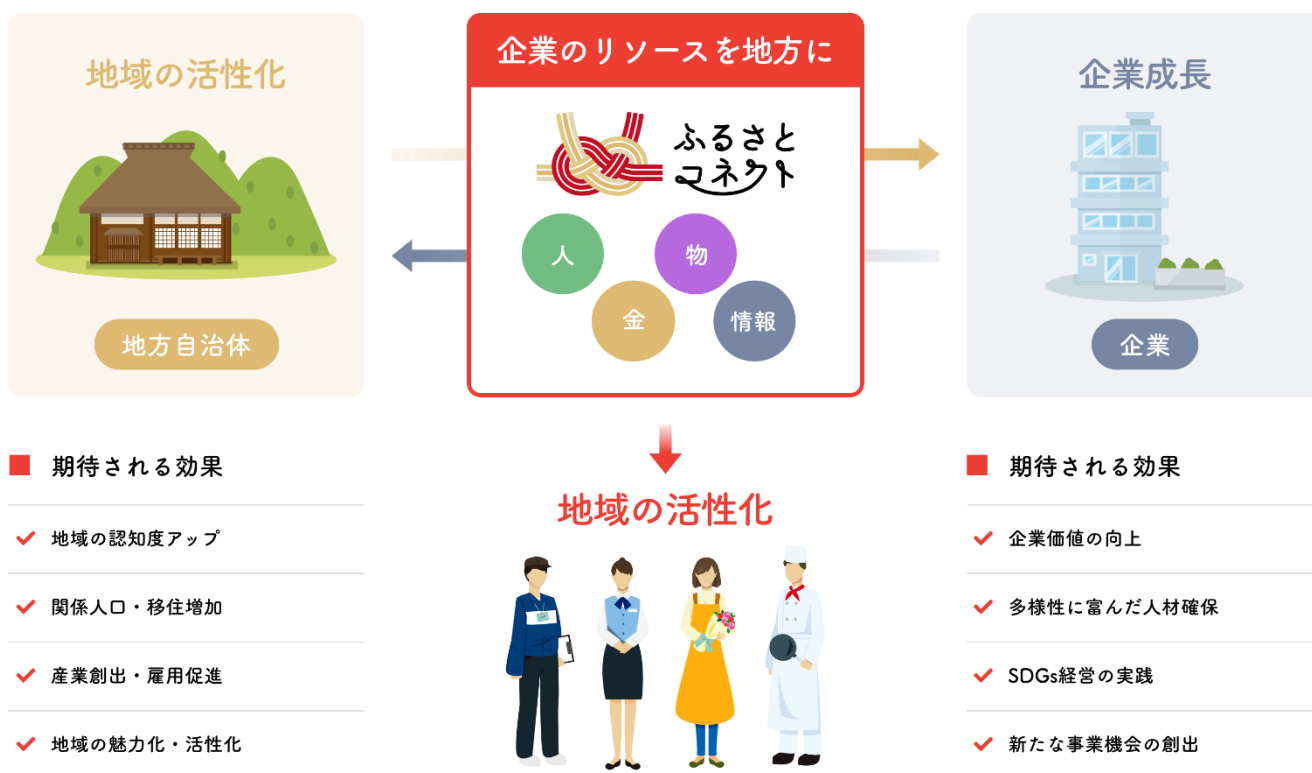 地域の活性化
地方自治体
企業のリソースを地方に
ふるさと
コネクト
人
物
金
情報
企業成長
企業
期待される効果
地域の認知度アップ
関係人口・移住増加
産業創出・雇用促進
地域の魅力化・活性化
地域の活性化
期待される効果
企業価値の向上
多様性に富んだ人材確保
SDGs経営の実践
新たな事業機会の創出